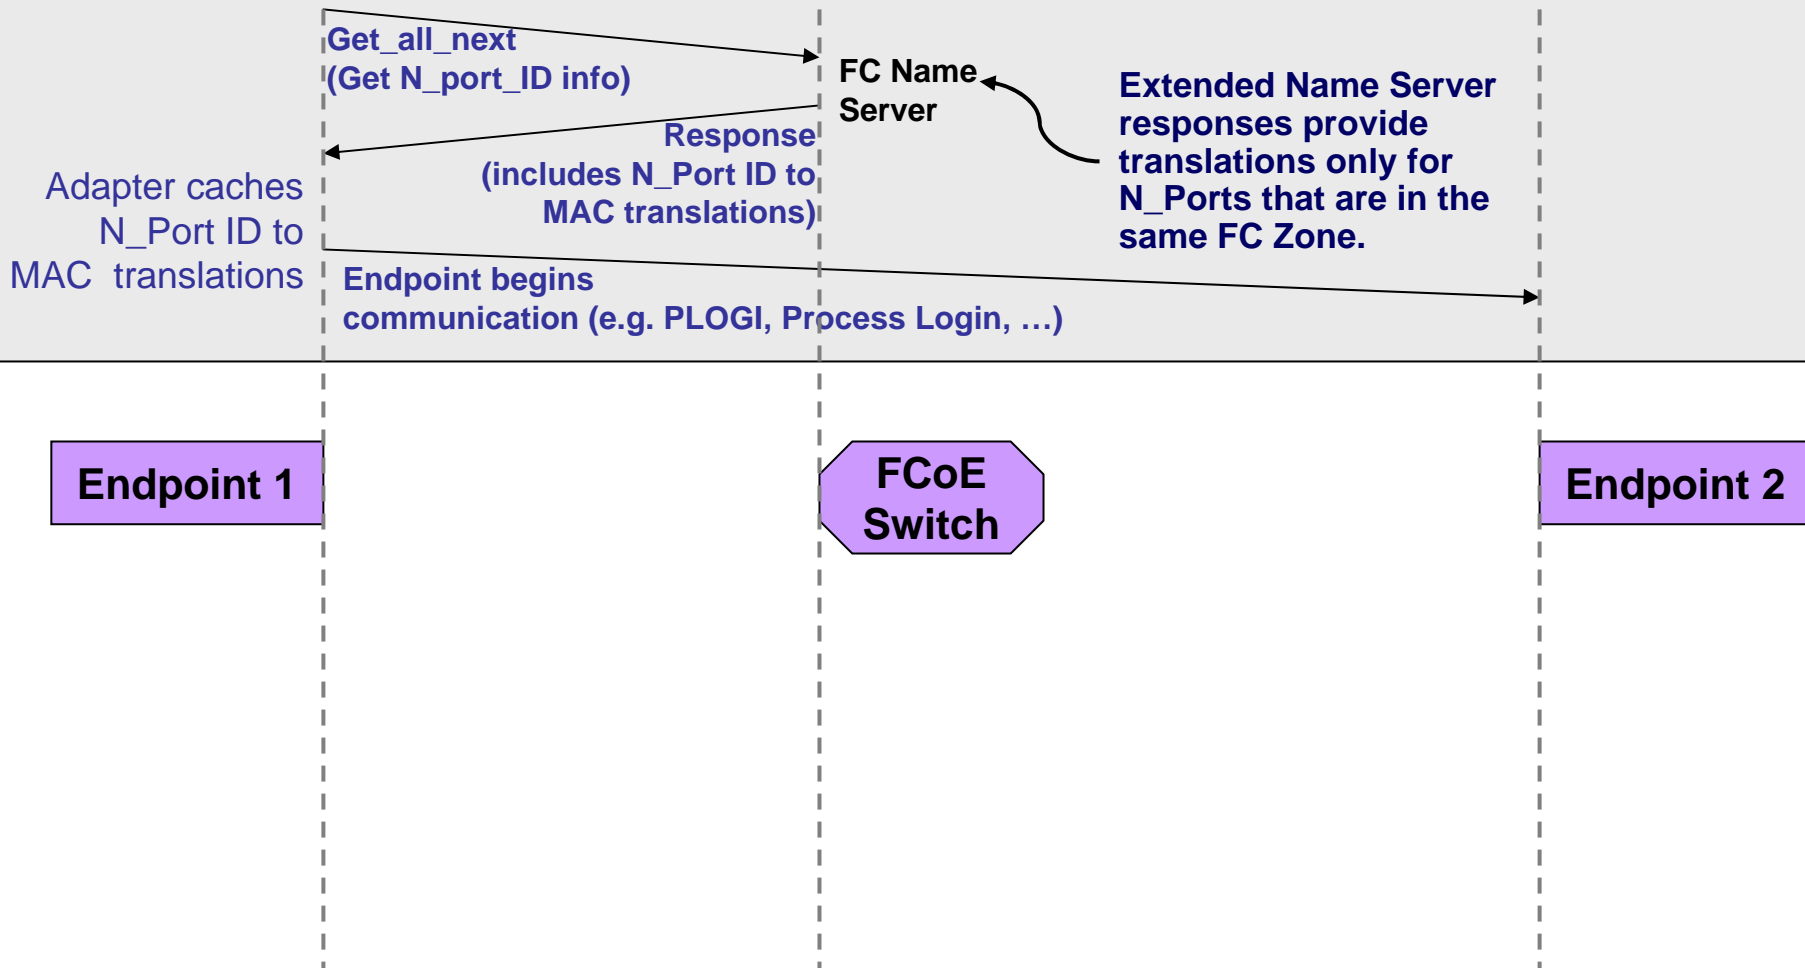 Get_all_next
(Get N_port_ID info)
FC Name
Server
Extended Name Server
responses provide
translations only for
N_Ports that are in the
same FC Zone.
Response
(includes N_Port ID to
MAC translations)
Adapter caches
N_Port ID to
MAC  translations
Endpoint begins
communication (e.g. PLOGI, Process Login, …)
Endpoint 1
FCoE
Switch
Endpoint 2